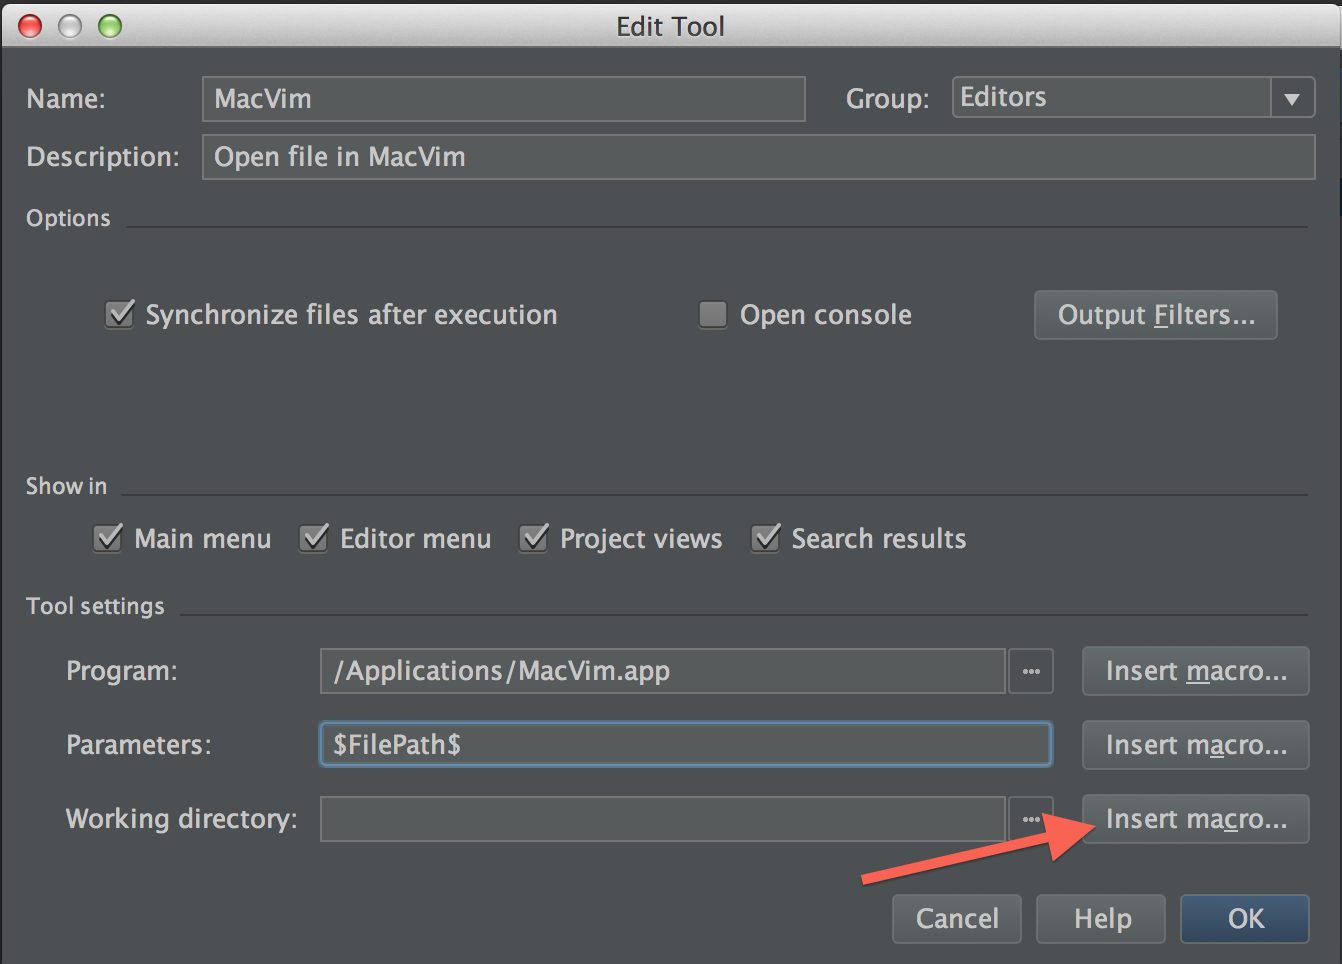 Edit Tool
Name: MacVim Group: Editors
Description: Open file in MacVim
Options
Synchronize files after execution Open console Output Filters...
Show in
Main menu Editor menu Project views Search results
Tool settings
Program: /Applications/MacVim.app ... Insert macro...
Parameters: $FilePath$ Insert macro...
Working directory: ... Insert macro...
Cancel Help OK